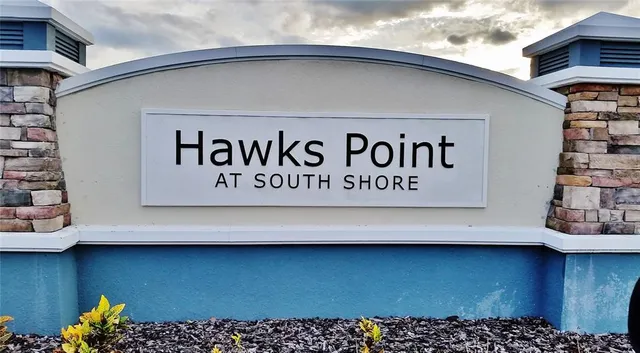 Hawks Point
AT SOUTH SHORE